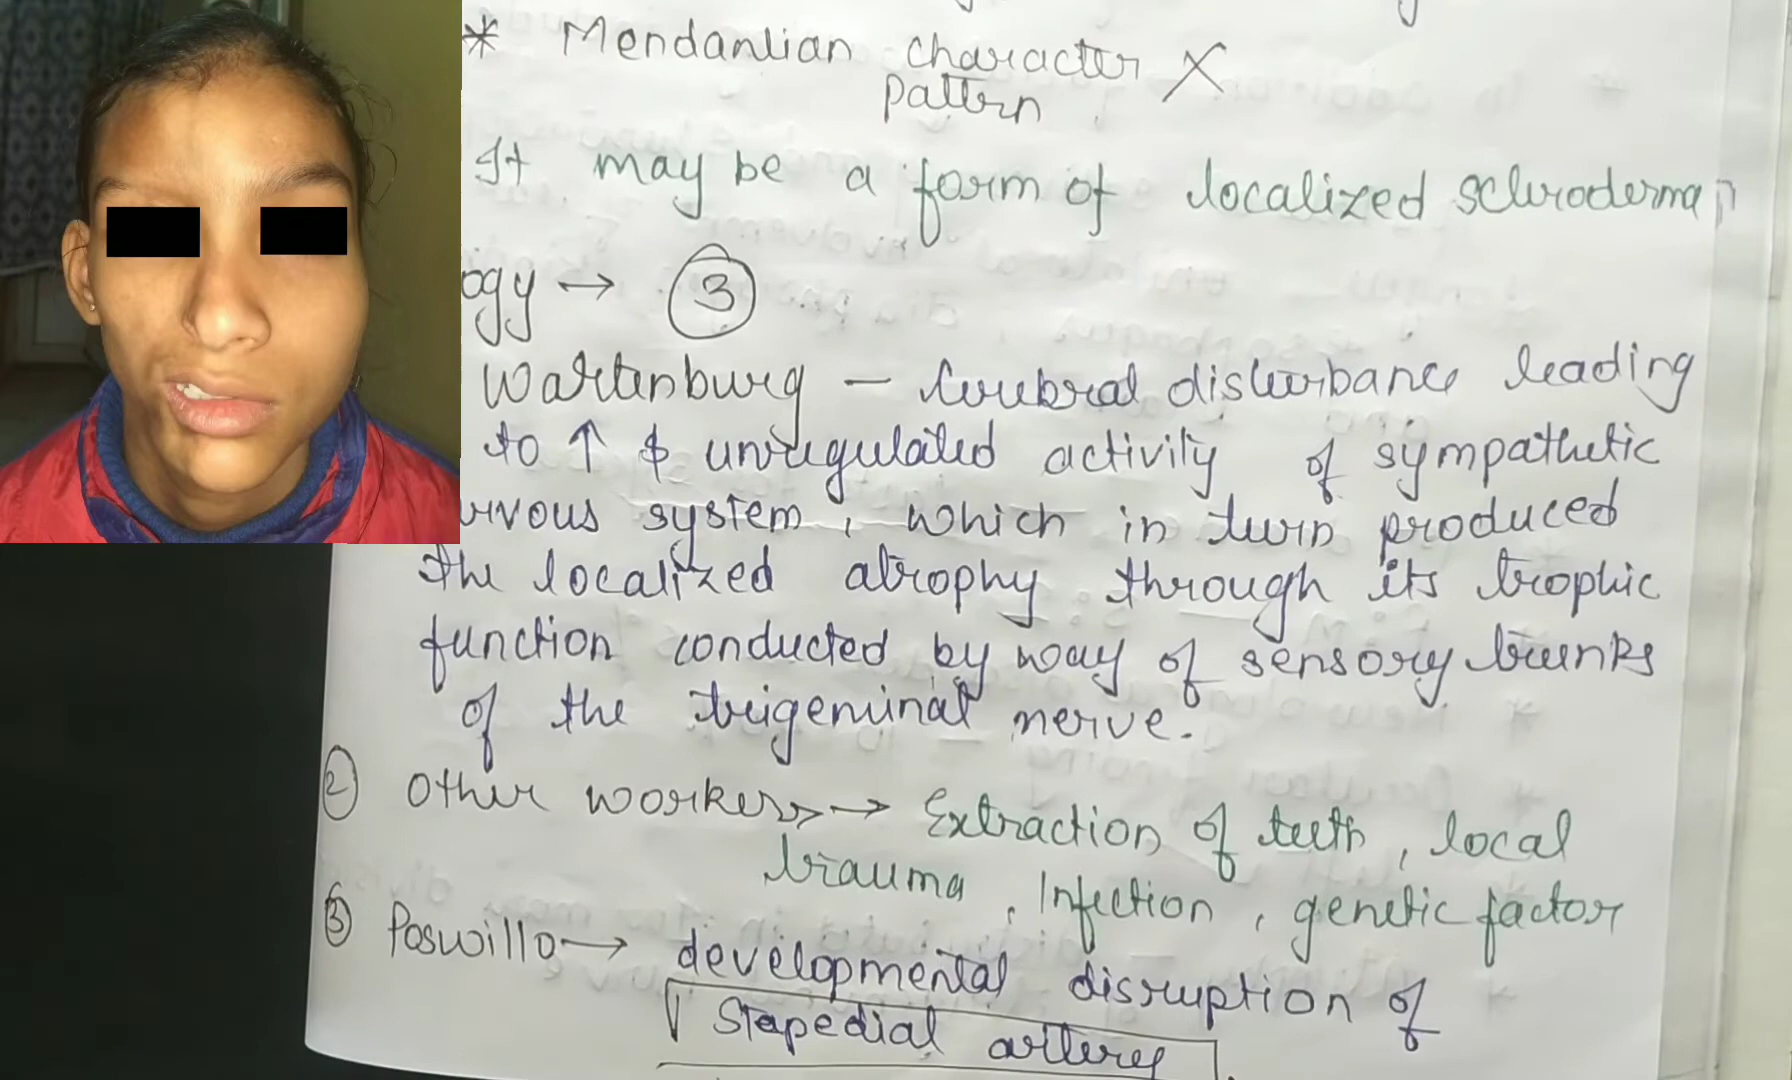 * Mendanlian character X
pattern
It may be a form of localized scleroderma
ogy → ③
Wartenburg – Cerebral disturbance leading
to ↑ & unregulated activity of sympathetic
ervous system, which in turn produced
the localized atrophy through its trophic
function conducted by way of sensory trunks
of the trigeminal nerve.
② Other workers → Extraction of teeth, local
trauma, Infection, genetic factor
③ Poswillo → developmental disruption of
Stapedial artery